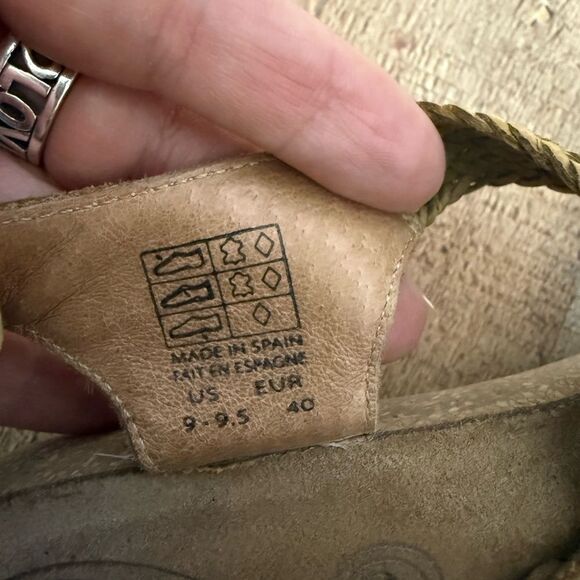 MADE IN SPAIN
FAIT EN ESPAGNE
US EUR
9-9.5 40